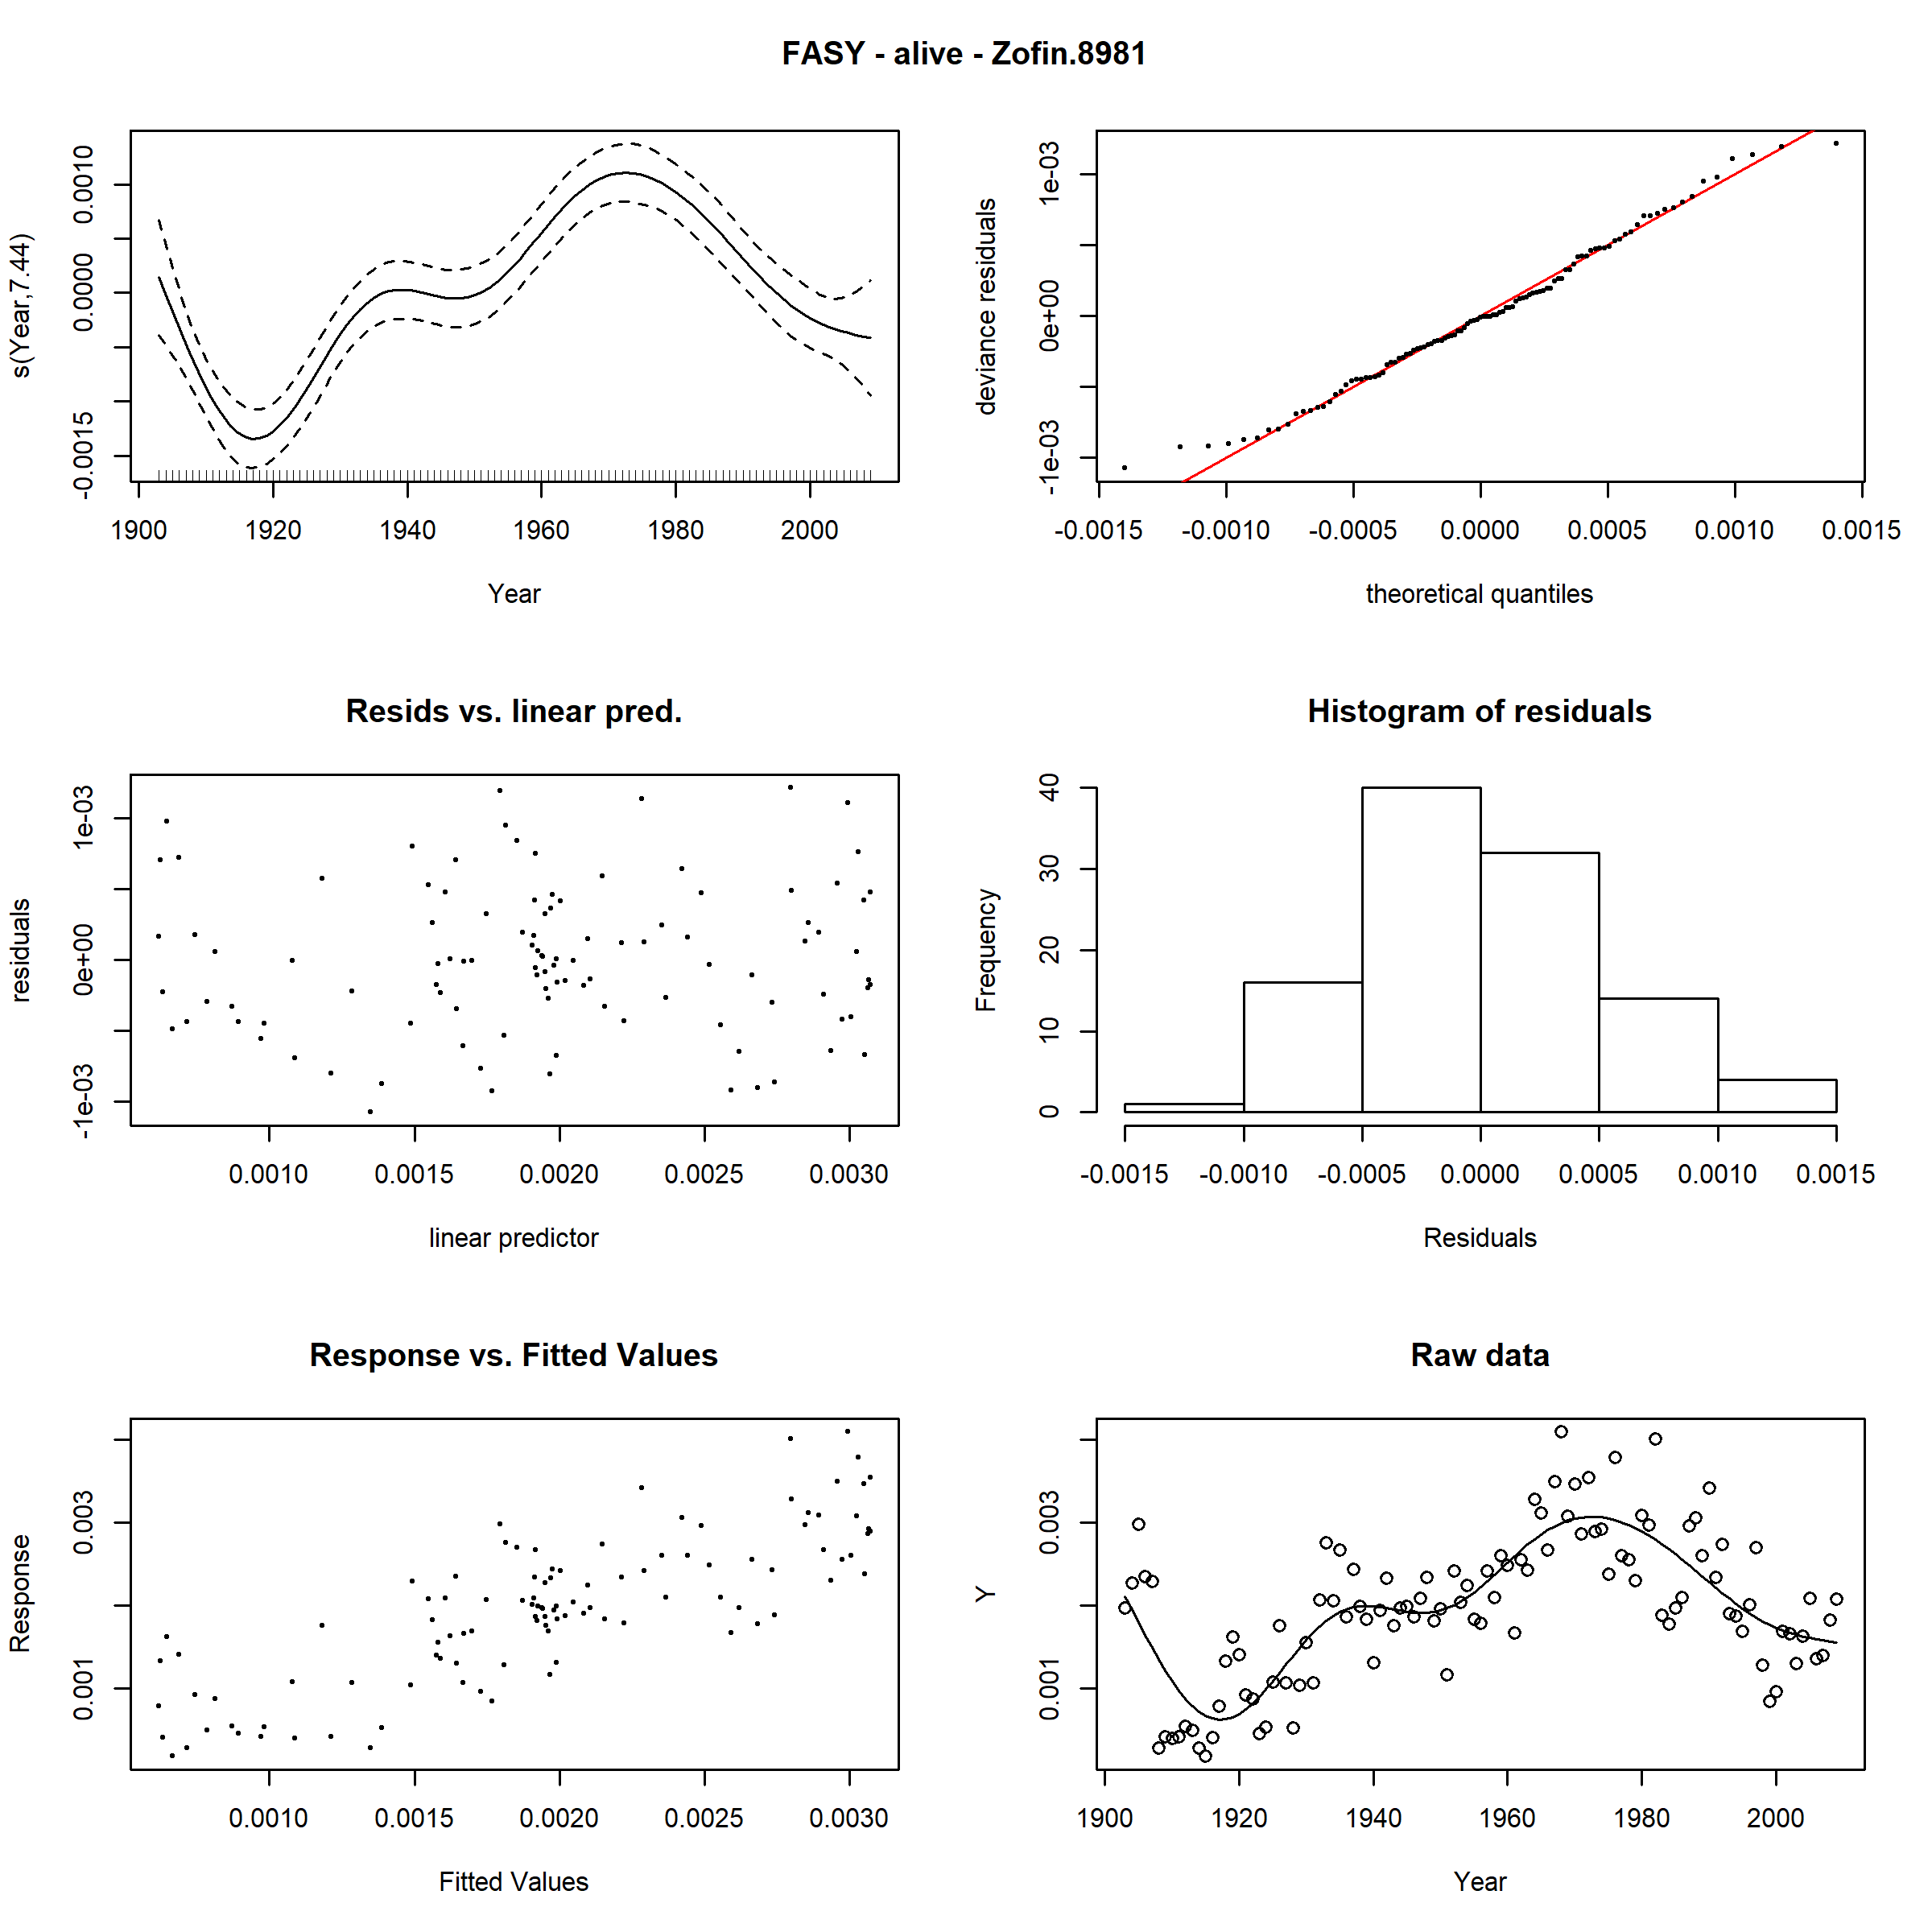 FASY - alive - Zofin.8981
s(Year,7.44)
-0.0015 0.0000 0.0010
1900 1920 1940 1960 1980 2000
Year
deviance residuals
-1e-03 0e+00 1e-03
-0.0015 -0.0010 -0.0005 0.0000 0.0005 0.0010 0.0015
theoretical quantiles
Resids vs. linear pred.
residuals
-1e-03 0e+00 1e-03
0.0010 0.0015 0.0020 0.0025 0.0030
linear predictor
Histogram of residuals
Frequency
0 10 20 30 40
-0.0015 -0.0010 -0.0005 0.0000 0.0005 0.0010 0.0015
Residuals
Response vs. Fitted Values
Response
0.001 0.003
0.0010 0.0015 0.0020 0.0025 0.0030
Fitted Values
Raw data
Y
0.001 0.003
1900 1920 1940 1960 1980 2000
Year